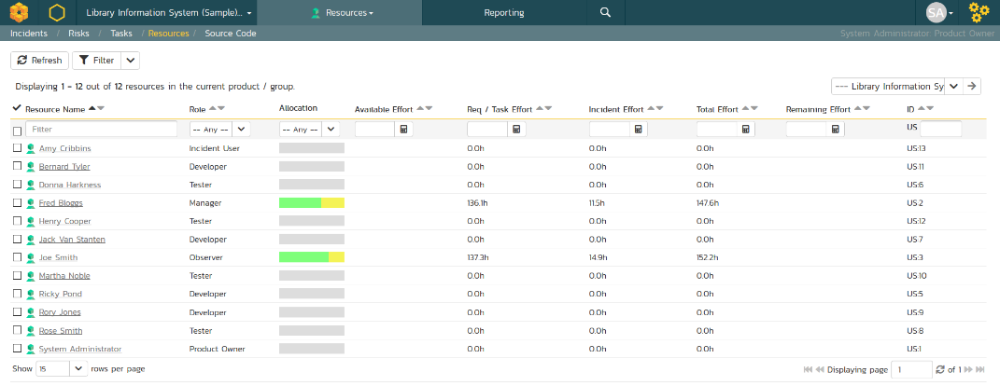 Library Information System (Sample)... Resources Reporting SA
Incidents / Risks / Tasks / Resources / Source Code System Administrator: Product Owner
Refresh Filter
Displaying 1 - 12 out of 12 resources in the current product / group. --- Library Information Sy
Resource Name Role Allocation Available Effort Req / Task Effort Incident Effort Total Effort Remaining Effort ID
Filter -- Any -- -- Any -- US
Amy Cribbins Incident User 0.0h 0.0h 0.0h US:13
Bernard Tyler Developer 0.0h 0.0h 0.0h US:11
Donna Harkness Tester 0.0h 0.0h 0.0h US:6
Fred Bloggs Manager 136.1h 11.5h 147.6h US:2
Henry Cooper Tester 0.0h 0.0h 0.0h US:12
Jack Van Stanten Developer 0.0h 0.0h 0.0h US:7
Joe Smith Observer 137.3h 14.9h 152.2h US:3
Martha Noble Tester 0.0h 0.0h 0.0h US:10
Ricky Pond Developer 0.0h 0.0h 0.0h US:5
Rory Jones Developer 0.0h 0.0h 0.0h US:9
Rose Smith Tester 0.0h 0.0h 0.0h US:8
System Administrator Product Owner 0.0h 0.0h 0.0h US:1
Show 15 rows per page Displaying page 1 of 1